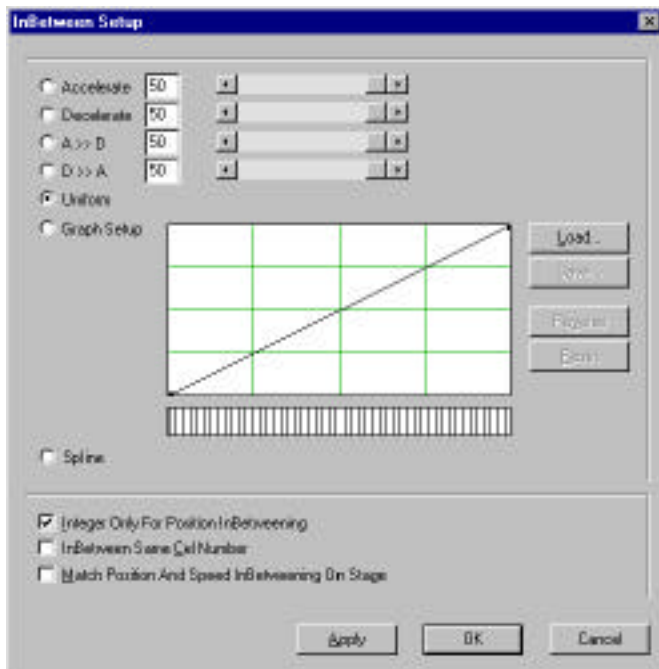 InBetween Setup
Accelerate 50
Decelerate 50
A >> D 50
D >> A 50
Uniform
Graph Setup
Load...
Spline
Integer Only For Position InBetweening
InBetween Same Cel Number
Match Position And Speed InBetweening On Stage
Apply OK Cancel